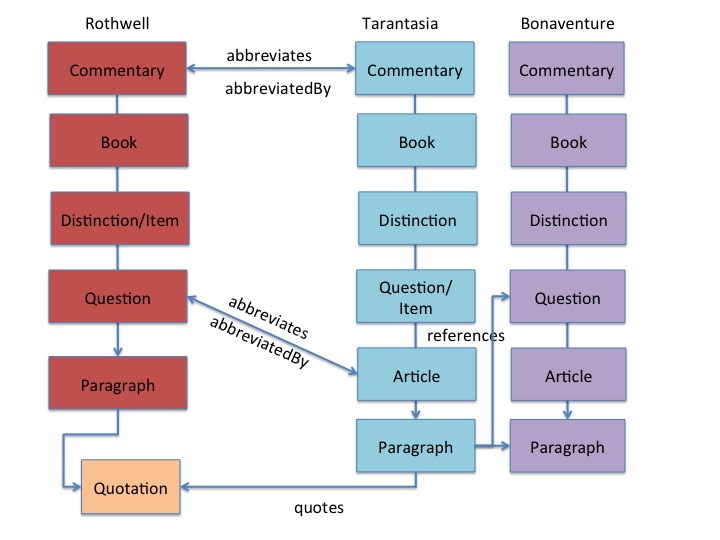 Rothwell
Tarantasia
Bonaventure
Commentary
abbreviates
abbreviatedBy
Commentary
Commentary
Book
Book
Book
Distinction/Item
Distinction
Distinction
Question
abbreviates
abbreviatedBy
Question/
Item
Question
references
Paragraph
Article
Article
Paragraph
Paragraph
Quotation
quotes